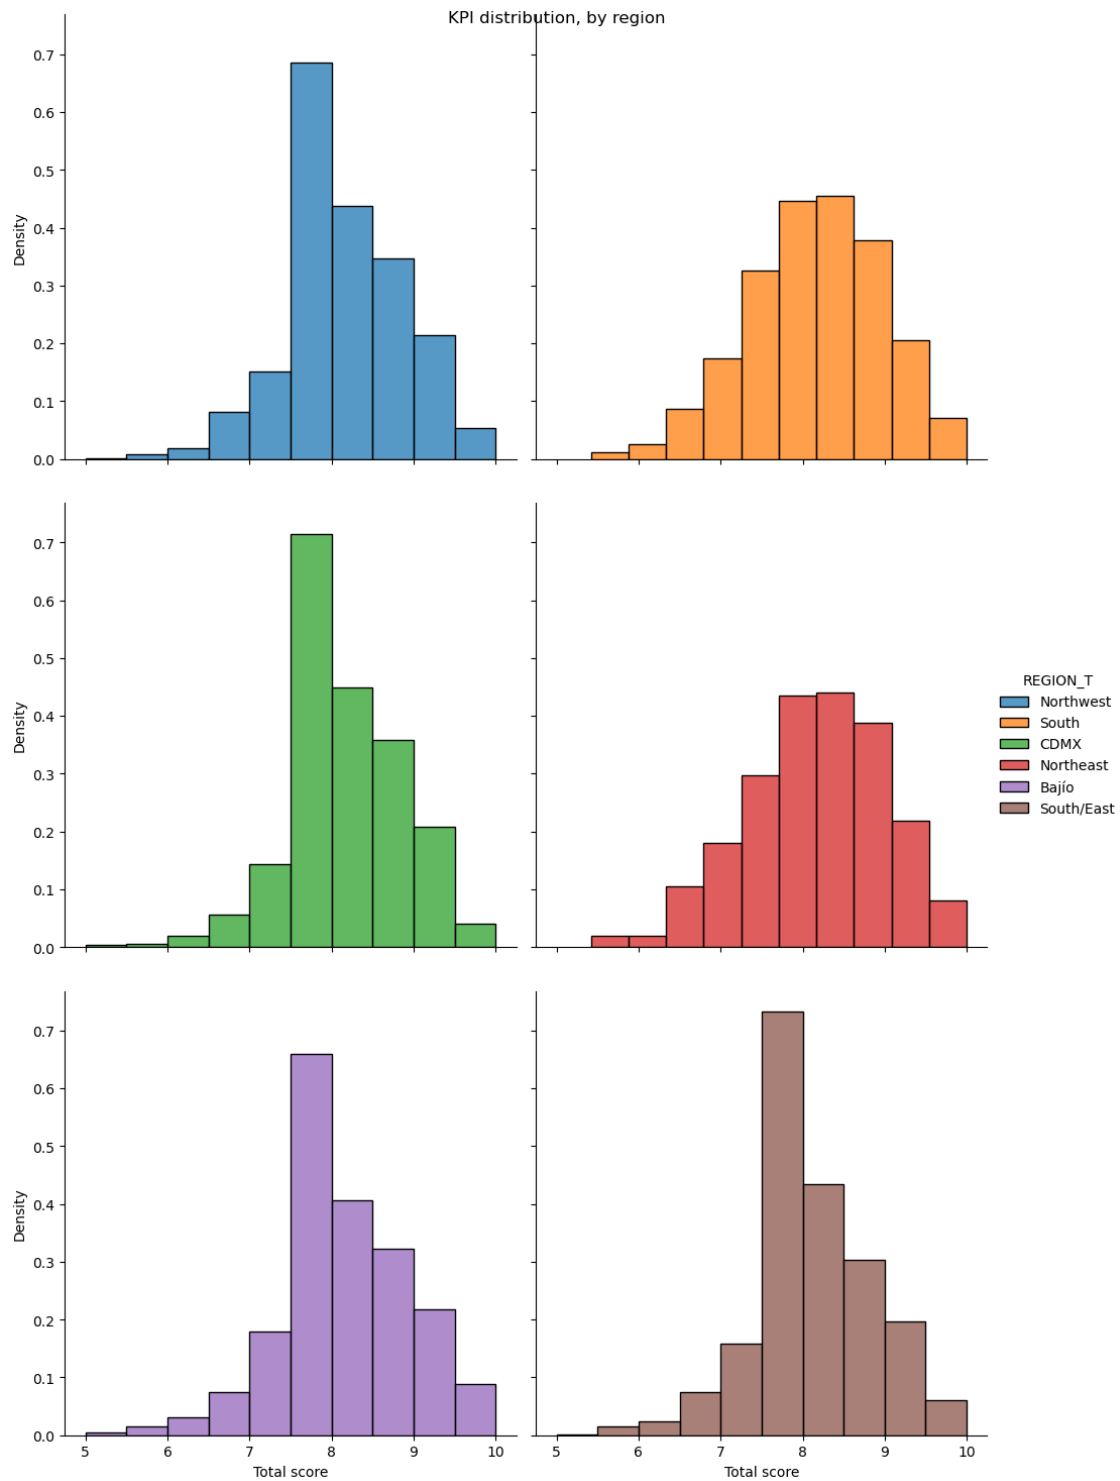 KPI distribution, by region
0.7
0.6
0.5
0.4
0.3
0.2
0.1
0.0
Density
0.7
0.6
0.5
0.4
0.3
0.2
0.1
0.0
Density
REGION_T
Northwest
South
CDMX
Northeast
Bajío
South/East
0.7
0.6
0.5
0.4
0.3
0.2
0.1
0.0
Density
5 6 7 8 9 10
Total score
5 6 7 8 9 10
Total score